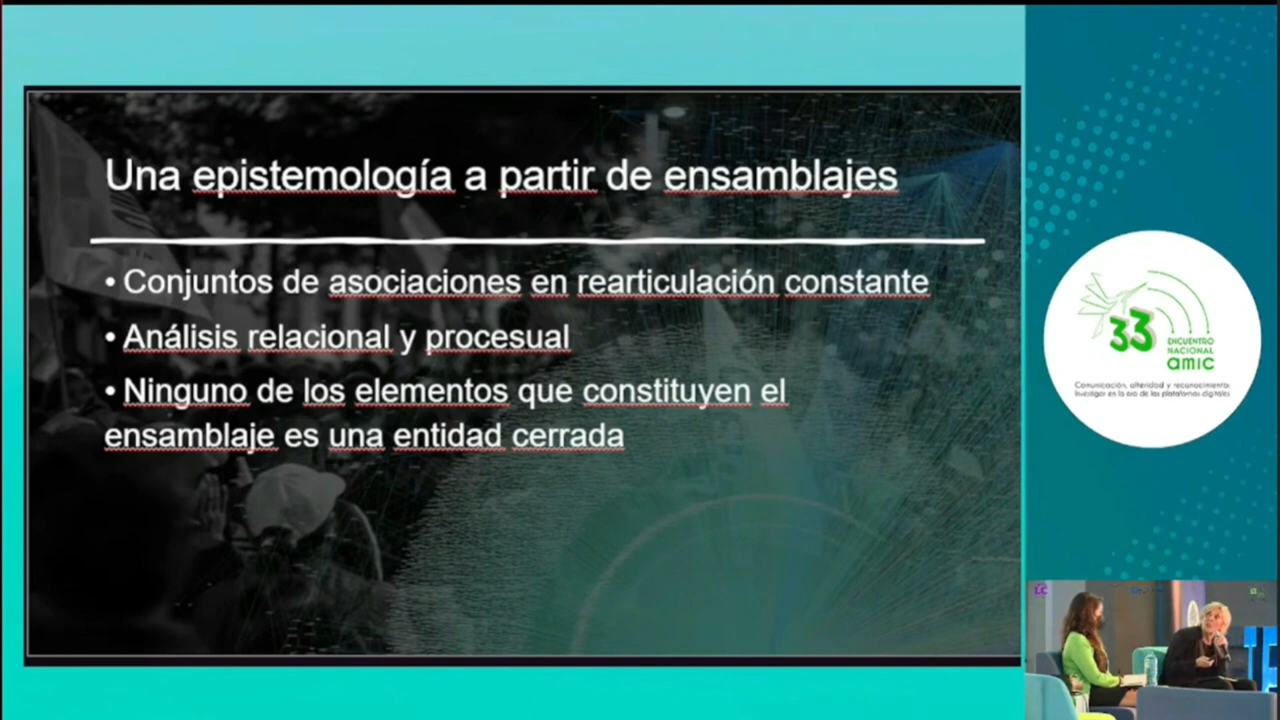 Una epistemología a partir de ensamblajes
• Conjuntos de asociaciones en rearticulación constante
• Análisis relacional y procesual
• Ninguno de los elementos que constituyen el
ensamblaje es una entidad cerrada
33
ENCUENTRO
NACIONAL
amic
Comunicación, alteridad y reconocimiento:
Investigar en la era de las plataformas digitales
LC